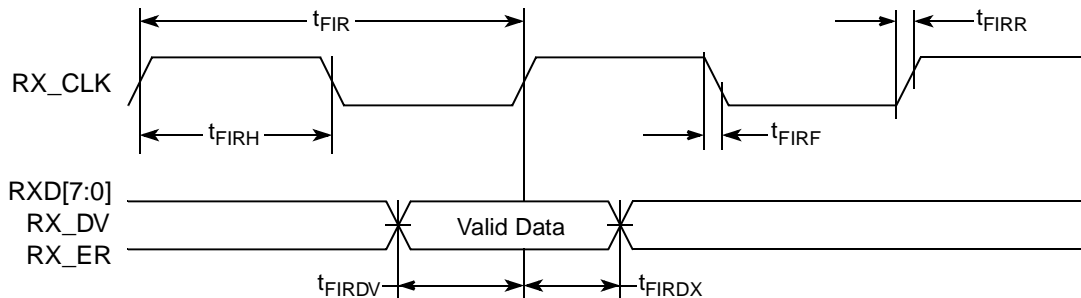 tFIR
tFIRR
RX_CLK
tFIRH
tFIRF
RXD[7:0]
RX_DV
Valid Data
RX_ER
tFIRDV
tFIRDX